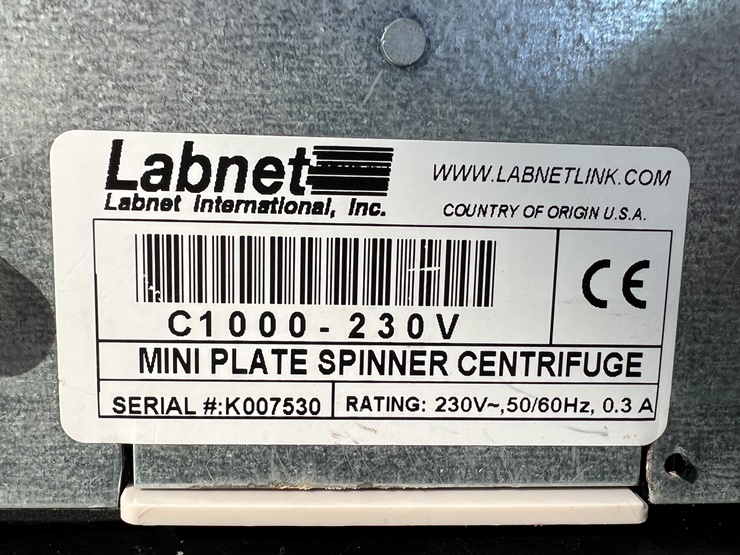 Labnet
Labnet International, Inc.
WWW.LABNETLINK.COM
COUNTRY OF ORIGIN U.S.A.
C1000-230V
CE
MINI PLATE SPINNER CENTRIFUGE
SERIAL #:K007530
RATING: 230V~,50/60Hz, 0.3 A